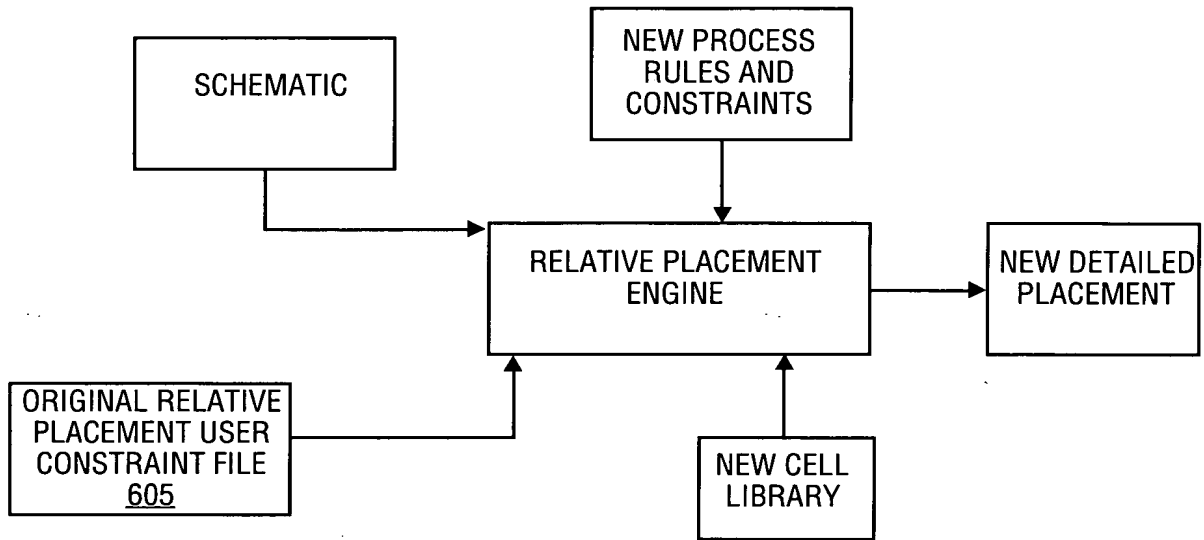 SCHEMATIC
NEW PROCESS
RULES AND
CONSTRAINTS
RELATIVE PLACEMENT
ENGINE
NEW DETAILED
PLACEMENT
ORIGINAL RELATIVE
PLACEMENT USER
CONSTRAINT FILE
605
NEW CELL
LIBRARY